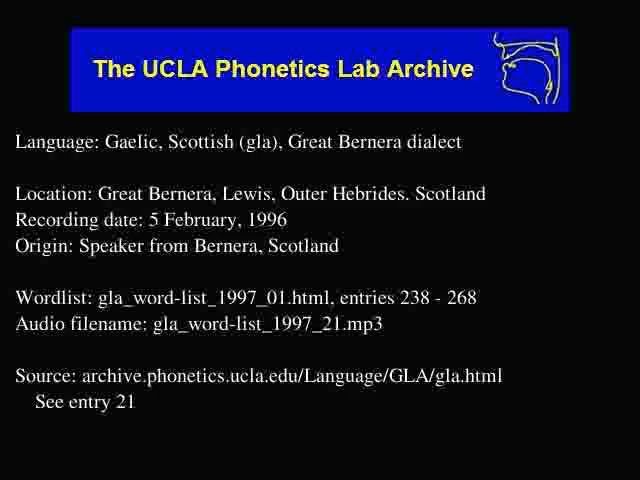 The UCLA Phonetics Lab Archive
Language: Gaelic, Scottish (gla), Great Bernera dialect
Location: Great Bernera, Lewis, Outer Hebrides. Scotland
Recording date: 5 February, 1996
Origin: Speaker from Bernera, Scotland
Wordlist: gla_word-list_1997_01.html, entries 238 - 268
Audio filename: gla_word-list_1997_21.mp3
Source: archive.phonetics.ucla.edu/Language/GLA/gla.html
See entry 21